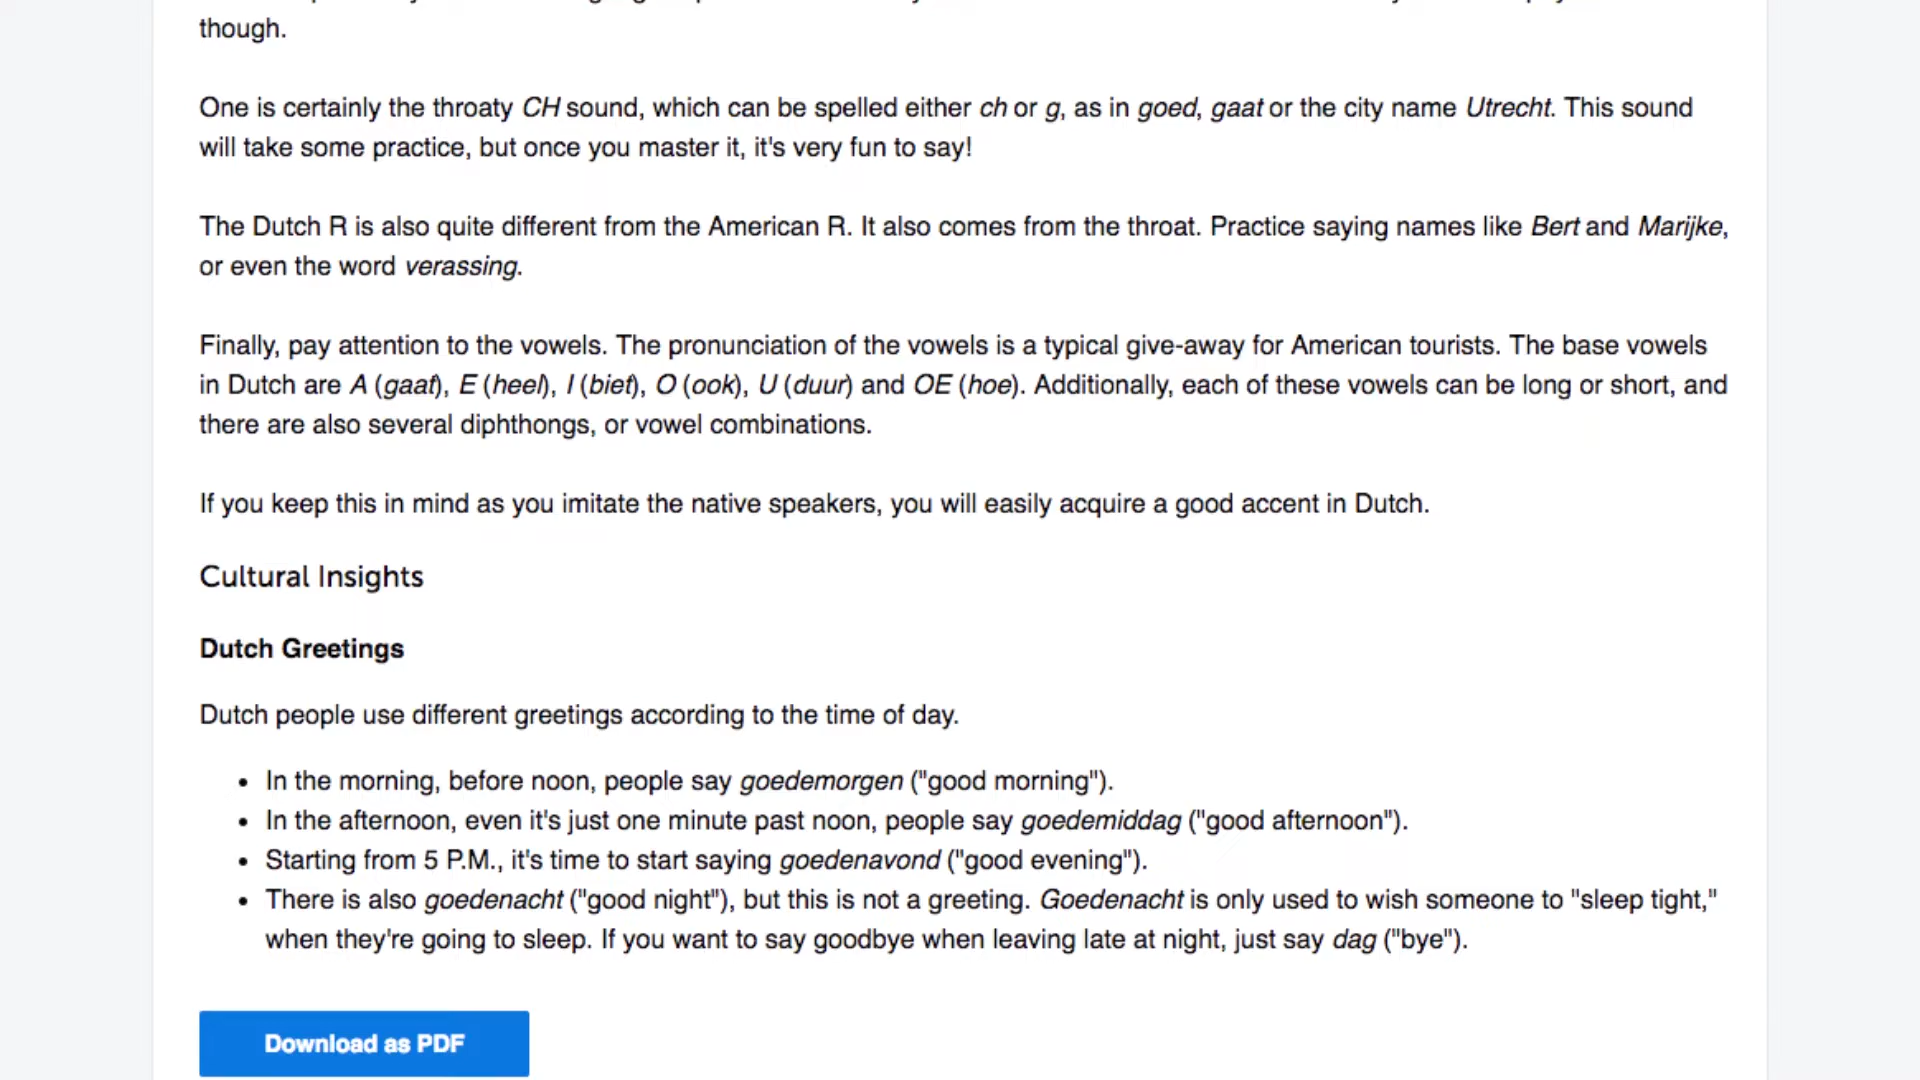 though.
One is certainly the throaty CH sound, which can be spelled either ch or g, as in goed, gaat or the city name Utrecht. This sound
will take some practice, but once you master it, it's very fun to say!
The Dutch R is also quite different from the American R. It also comes from the throat. Practice saying names like Bert and Marijke,
or even the word verassing.
Finally, pay attention to the vowels. The pronunciation of the vowels is a typical give-away for American tourists. The base vowels
in Dutch are A (gaat), E (heel), I (biet), O (ook), U (duur) and OE (hoe). Additionally, each of these vowels can be long or short, and
there are also several diphthongs, or vowel combinations.
If you keep this in mind as you imitate the native speakers, you will easily acquire a good accent in Dutch.
Cultural Insights
Dutch Greetings
Dutch people use different greetings according to the time of day.
• In the morning, before noon, people say goedemorgen ("good morning").
• In the afternoon, even it's just one minute past noon, people say goedemiddag ("good afternoon").
• Starting from 5 P.M., it's time to start saying goedenavond ("good evening").
• There is also goedenacht ("good night"), but this is not a greeting. Goedenacht is only used to wish someone to "sleep tight,"
when they're going to sleep. If you want to say goodbye when leaving late at night, just say dag ("bye").
Download as PDF